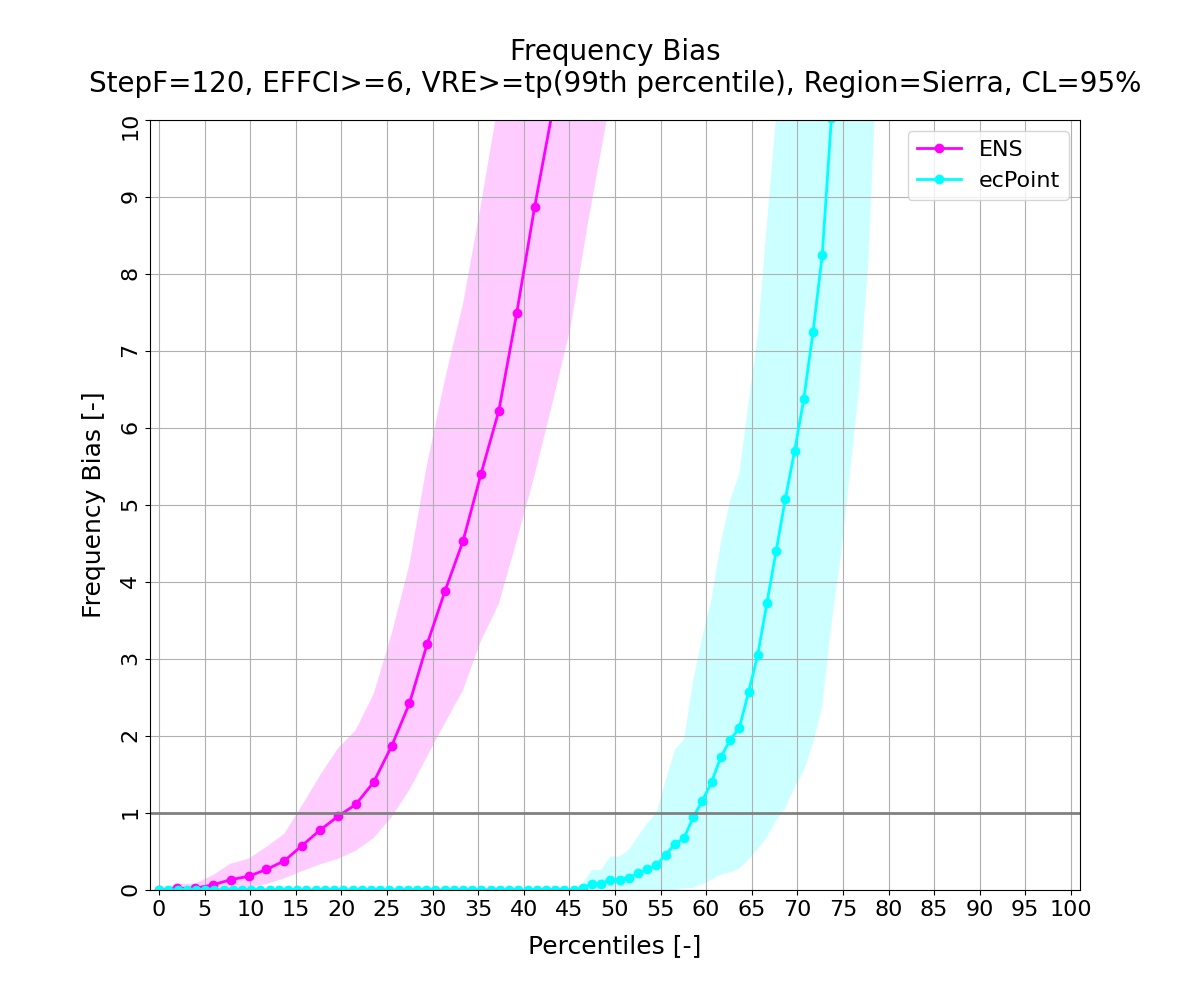 Frequency Bias
StepF=120, EFFCI>=6, VRE>=tp(99th percentile), Region=Sierra, CL=95%
ENS
ecPoint
Frequency Bias [-]
10
9
8
7
6
5
4
3
2
1
0
0 5 10 15 20 25 30 35 40 45 50 55 60 65 70 75 80 85 90 95 100
Percentiles [-]